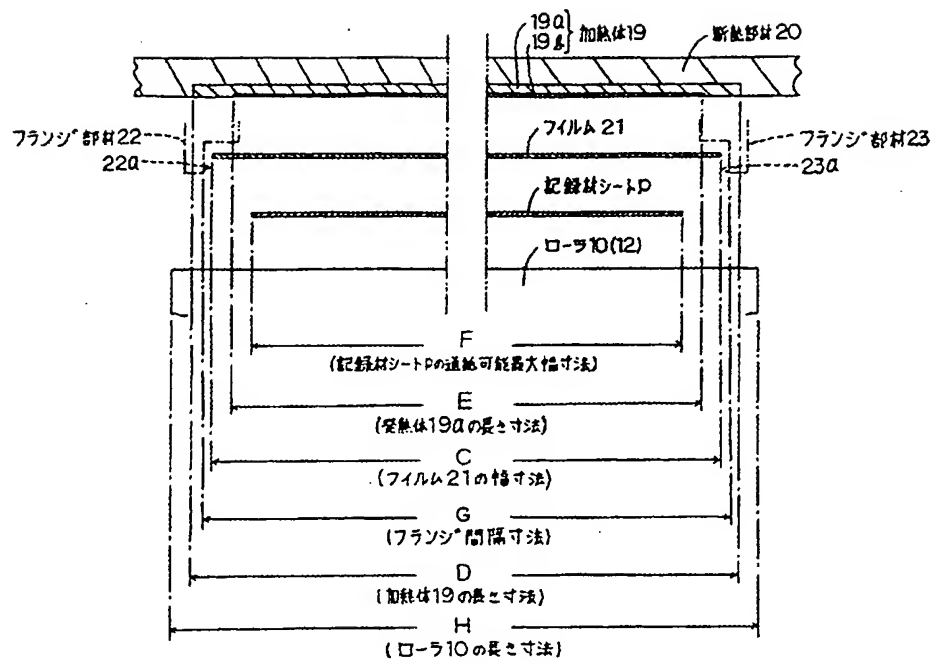 19a
19b } 加熱体19
断熱部材20
フランジ部材22
22a
フィルム21
フランジ部材23
23a
記録材シートP
ローラ10(12)
F
(記録材シートPの通紙可能最大幅寸法)
E
(発熱体19aの長さ寸法)
C
(フィルム21の幅寸法)
G
(フランジ間隔寸法)
D
(加熱体19の長さ寸法)
H
(ローラ10の長さ寸法)